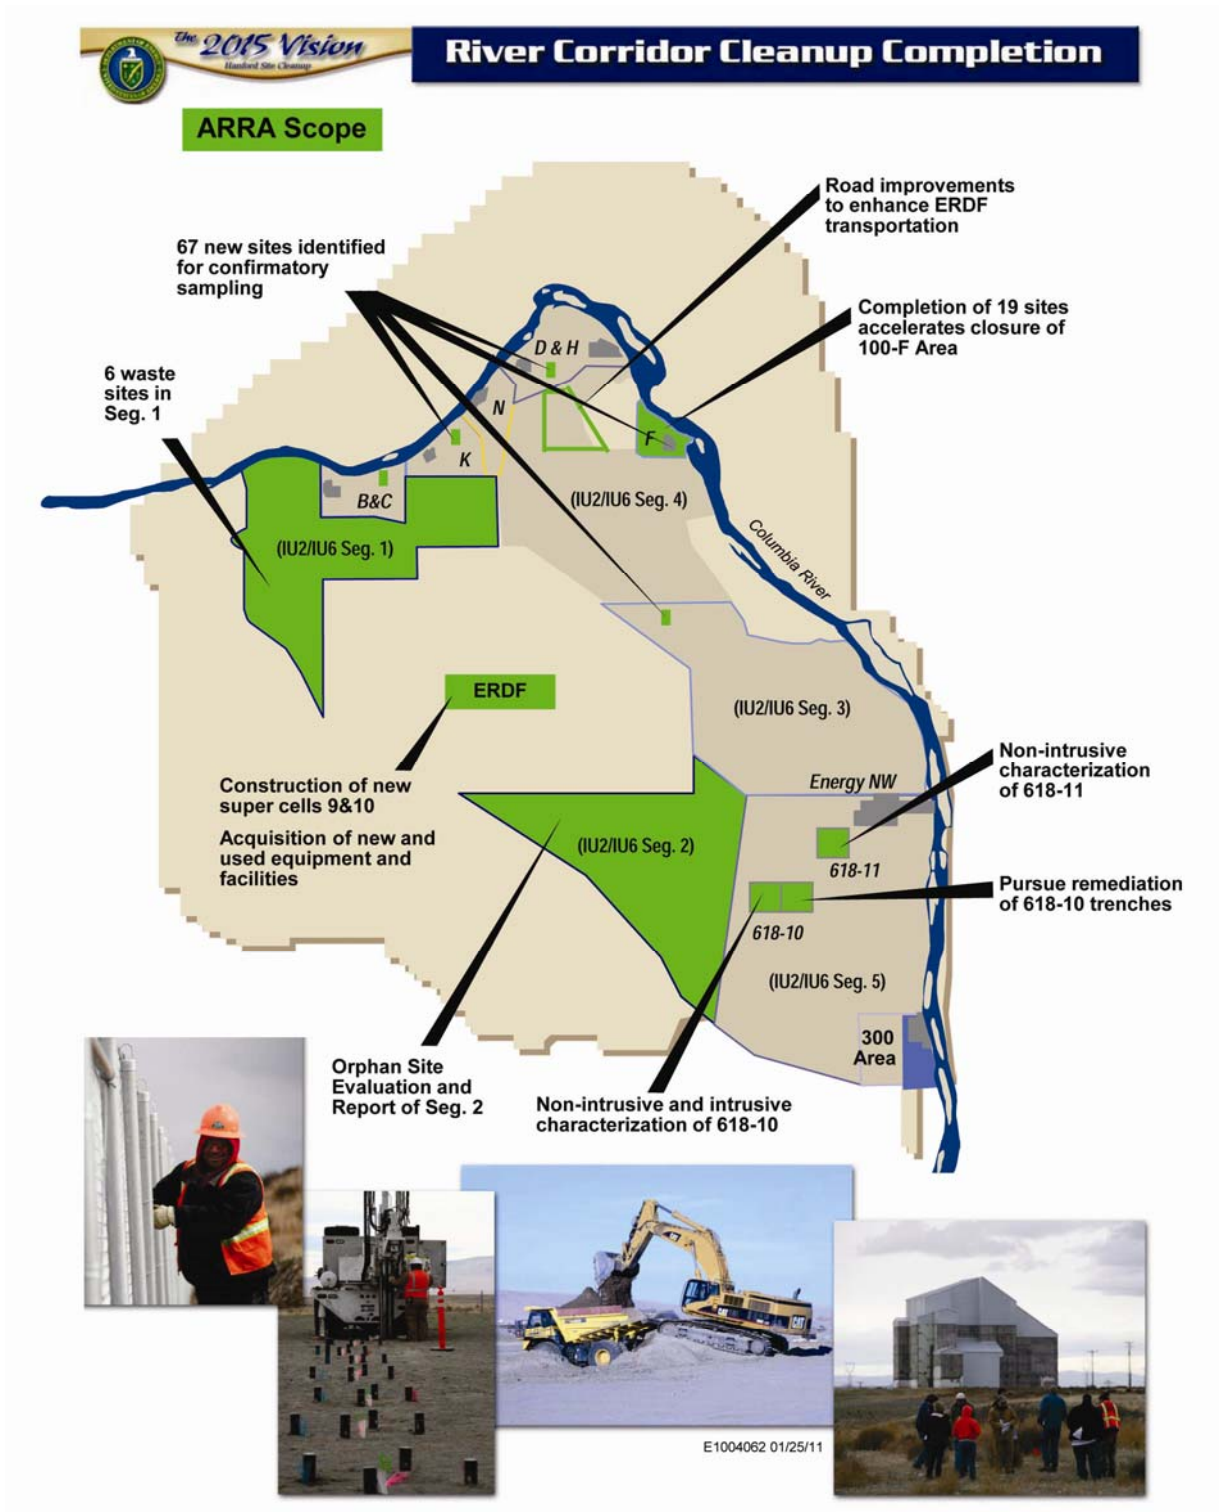 The 2015 Vision
Hanford Site Cleanup
River Corridor Cleanup Completion
ARRA Scope
Road improvements
to enhance ERDF
transportation
67 new sites identified
for confirmatory
sampling
Completion of 19 sites
accelerates closure of
100-F Area
6 waste
sites in
Seg. 1
D & H
N
F
K
B&C
(IU2/IU6 Seg. 4)
(IU2/IU6 Seg. 1)
Columbia River
ERDF
(IU2/IU6 Seg. 3)
Construction of new
super cells 9&10
Acquisition of new and
used equipment and
facilities
Energy NW
Non-intrusive
characterization
of 618-11
(IU2/IU6 Seg. 2)
618-11
Pursue remediation
of 618-10 trenches
618-10
(IU2/IU6 Seg. 5)
300
Area
Orphan Site
Evaluation and
Report of Seg. 2
Non-intrusive and intrusive
characterization of 618-10
CAT
CAT
E1004062 01/25/11